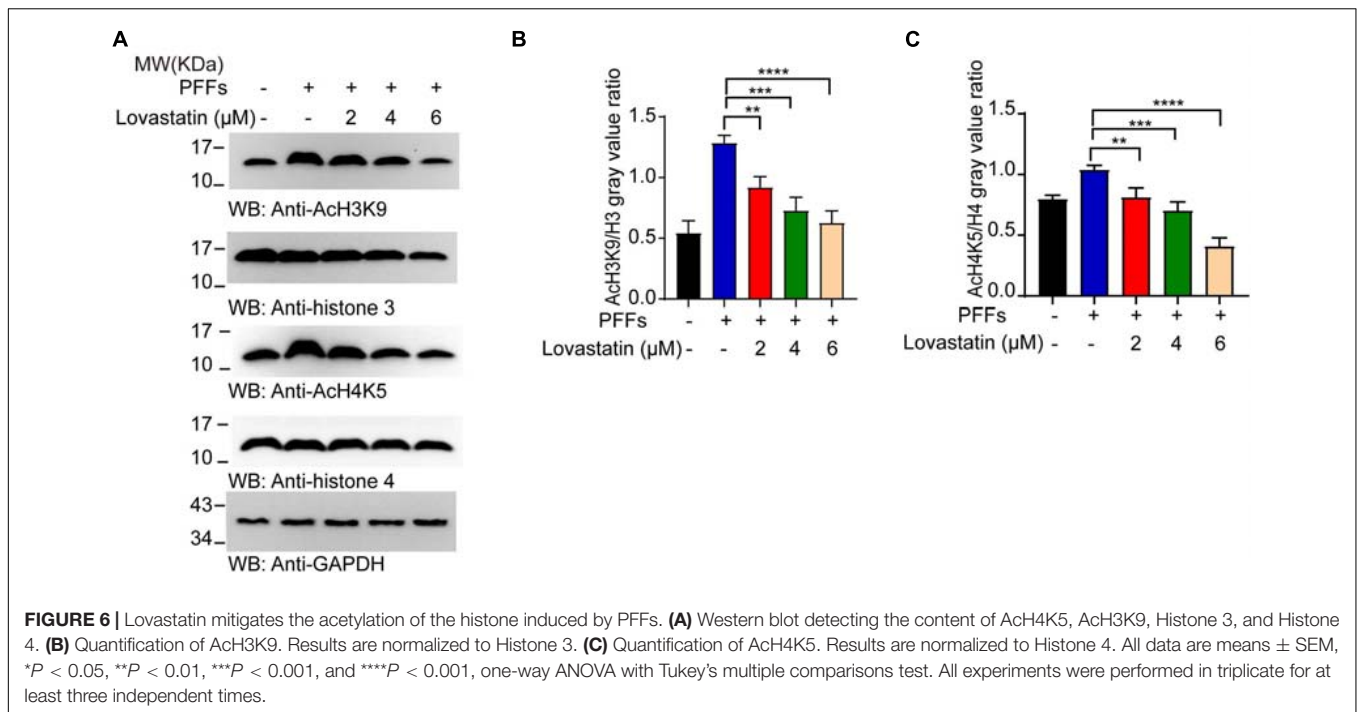 A
MW(KDa)
PFFs - + + + +
Lovastatin (μM) - - 2 4 6
17
10
WB: Anti-AcH3K9
17
10
WB: Anti-histone 3
17
10
WB: Anti-AcH4K5
17
10
WB: Anti-histone 4
43
34
WB: Anti-GAPDH
B
AcH3K9/H3 gray value ratio
1.5
1.0
0.5
0.0
****
***
**
PFFs - + + + +
Lovastatin (μM) - - 2 4 6
C
AcH4K5/H4 gray value ratio
1.5
1.0
0.5
0.0
****
***
**
PFFs - + + + +
Lovastatin (μM) - - 2 4 6
FIGURE 6 | Lovastatin mitigates the acetylation of the histone induced by PFFs. (A) Western blot detecting the content of AcH4K5, AcH3K9, Histone 3, and Histone
4. (B) Quantification of AcH3K9. Results are normalized to Histone 3. (C) Quantification of AcH4K5. Results are normalized to Histone 4. All data are means ± SEM,
*P < 0.05, **P < 0.01, ***P < 0.001, and ****P < 0.001, one-way ANOVA with Tukey's multiple comparisons test. All experiments were performed in triplicate for at
least three independent times.